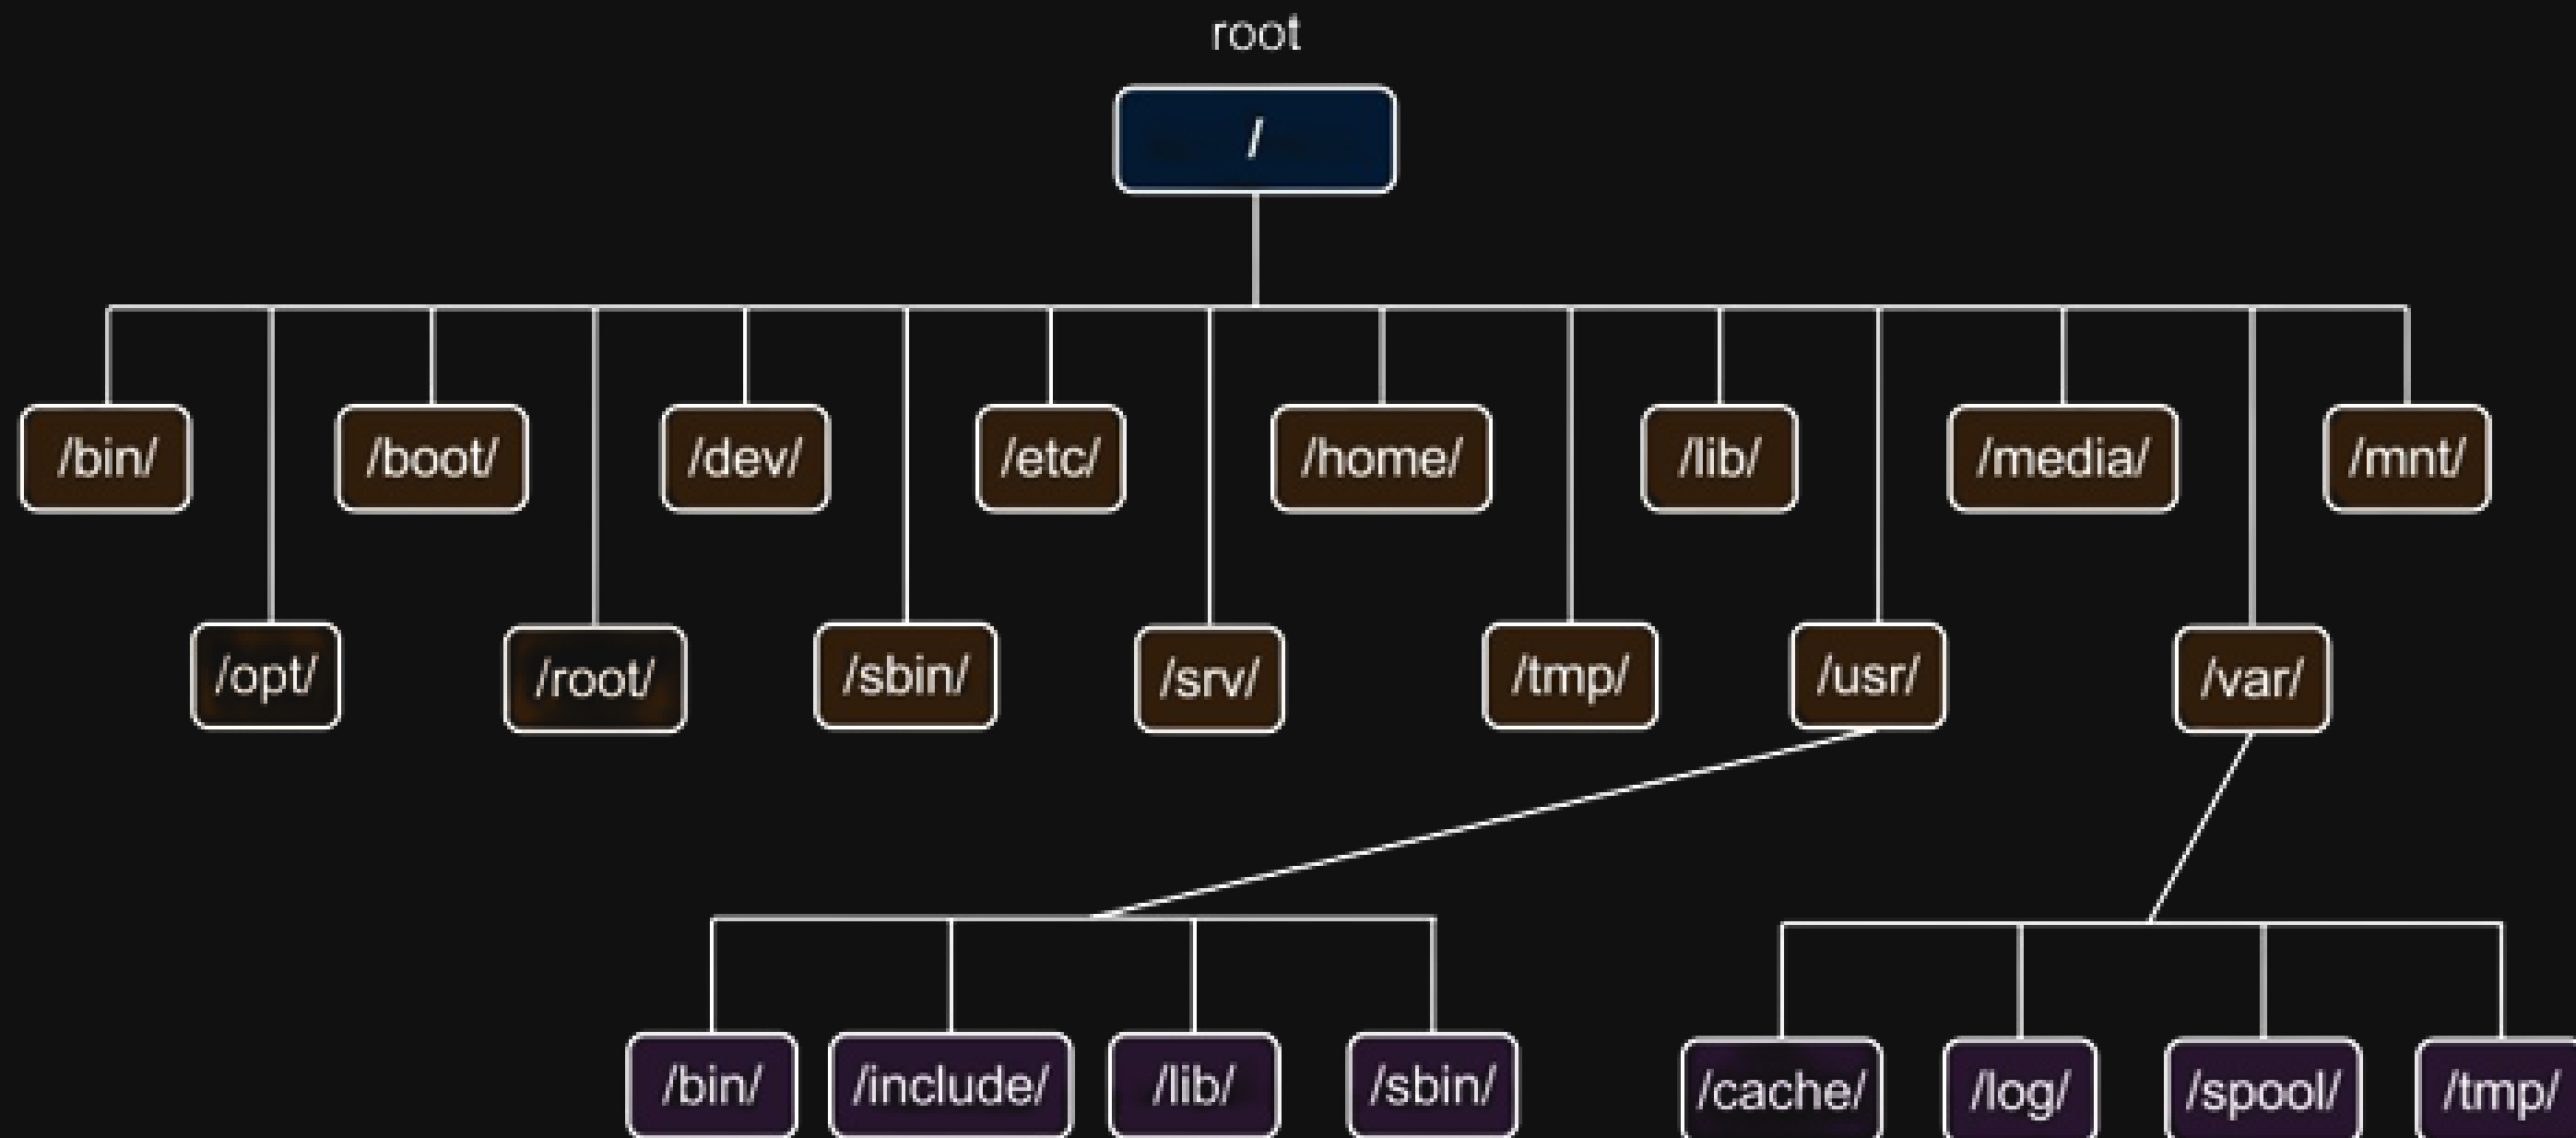 root
/
/bin/ /boot/ /dev/ /etc/ /home/ /lib/ /media/ /mnt/
/opt/ /root/ /sbin/ /srv/ /tmp/ /usr/ /var/
/bin/ /include/ /lib/ /sbin/ /cache/ /log/ /spool/ /tmp/